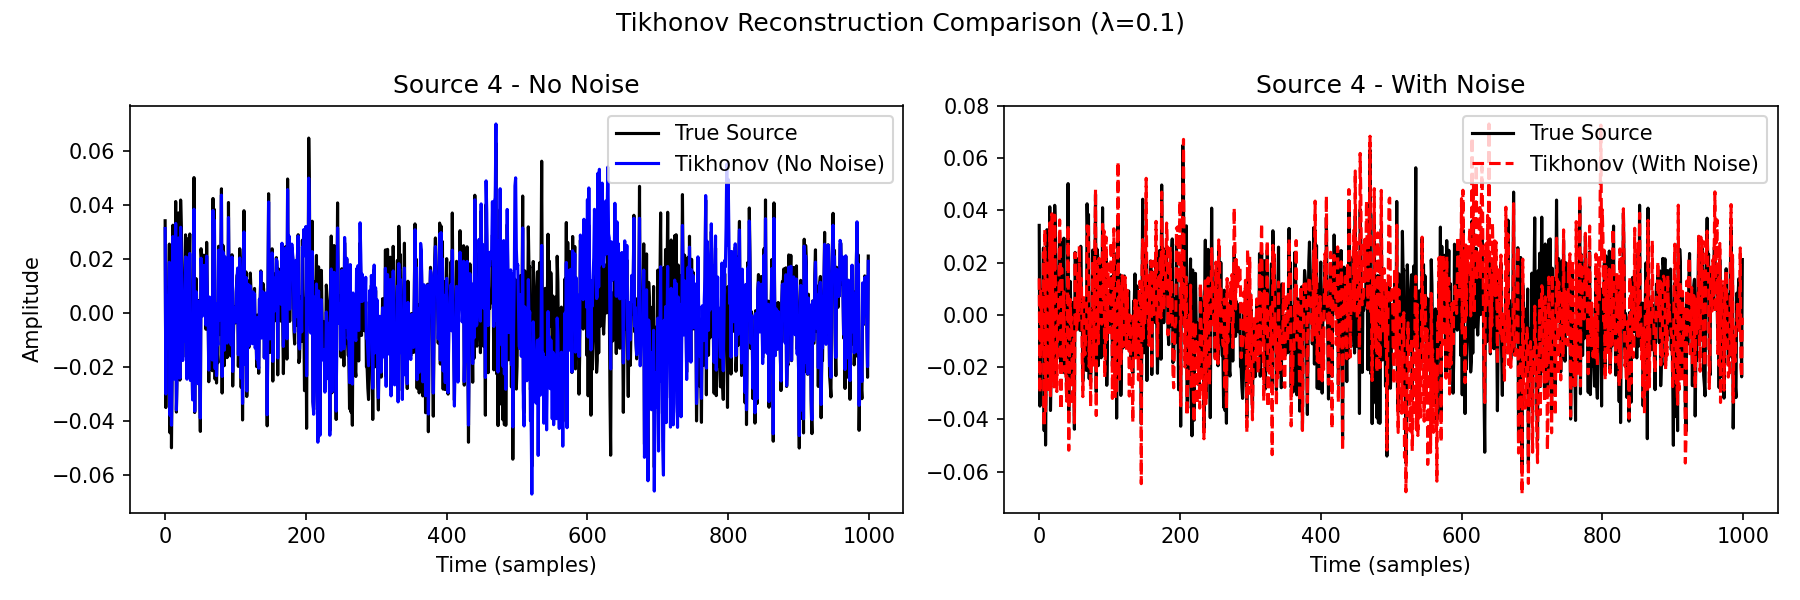 Tikhonov Reconstruction Comparison (λ=0.1)
Source 4 - No Noise
True Source
Tikhonov (No Noise)
0.06
0.04
0.02
0.00
−0.02
−0.04
−0.06
Amplitude
0
200
400
600
800
1000
Time (samples)
Source 4 - With Noise
True Source
Tikhonov (With Noise)
0.08
0.06
0.04
0.02
0.00
−0.02
−0.04
−0.06
0
200
400
600
800
1000
Time (samples)